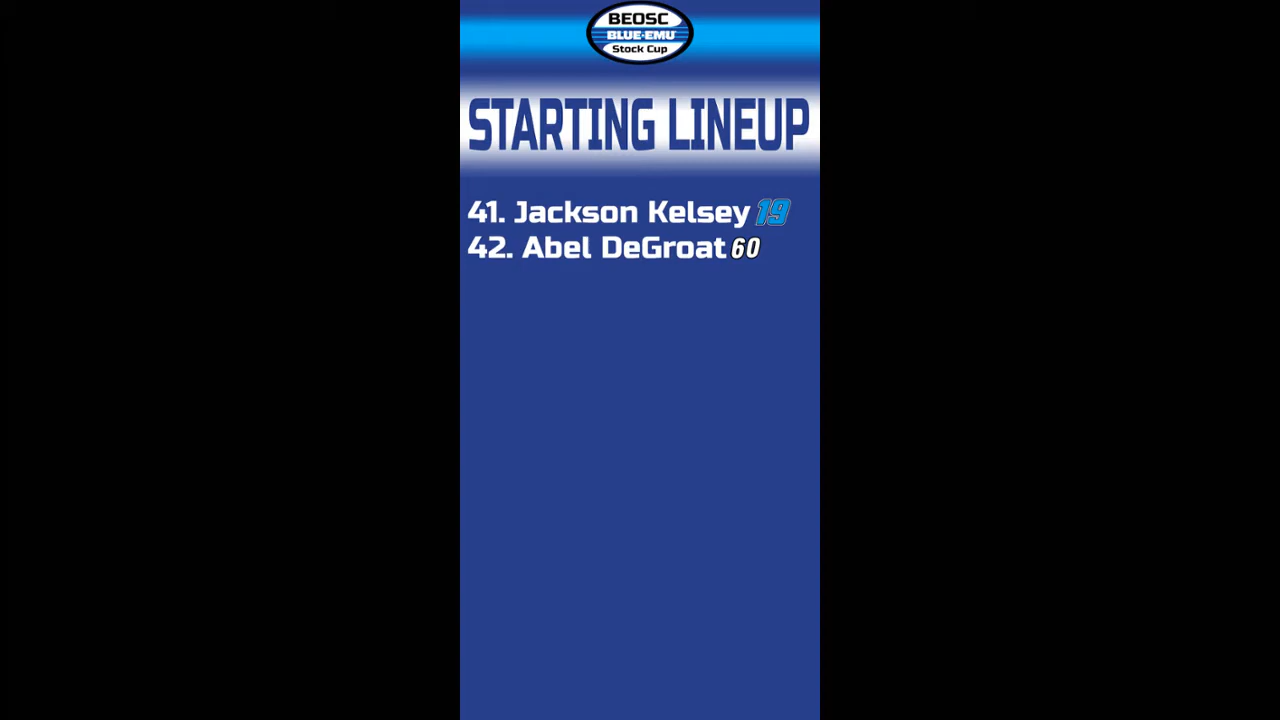 BEOSC
BLUE-EMU
Stock Cup
STARTING LINEUP
41. Jackson Kelsey 19
42. Abel DeGroat 60